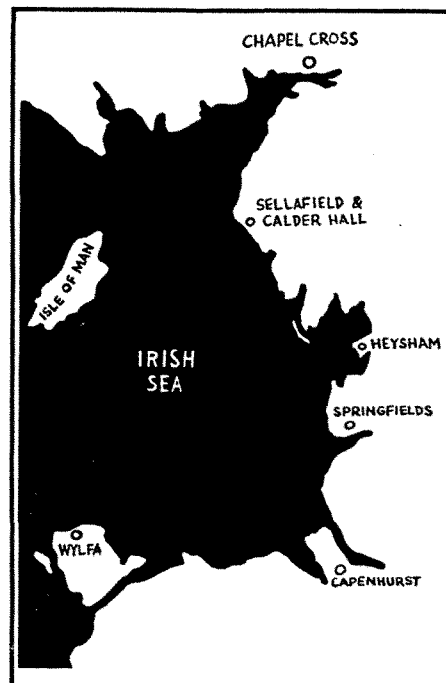 CHAPEL CROSS
SELLAFIELD &
CALDER HALL
ISLE OF MAN
HEYSHAM
IRISH
SEA
SPRINGFIELDS
WYLFA
CAPENHURST